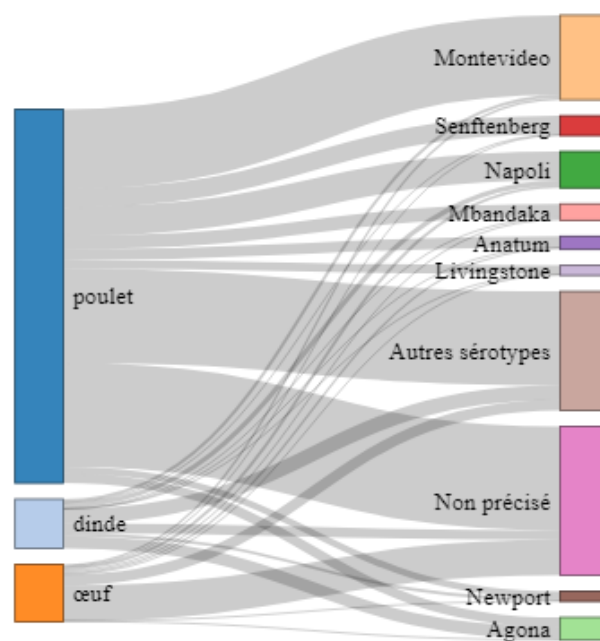 Montevideo
Senftenberg
Napoli
Mbandaka
Anatum
Livingstone
poulet
Autres sérotypes
Non précisé
dinde
œuf
Newport
Agona